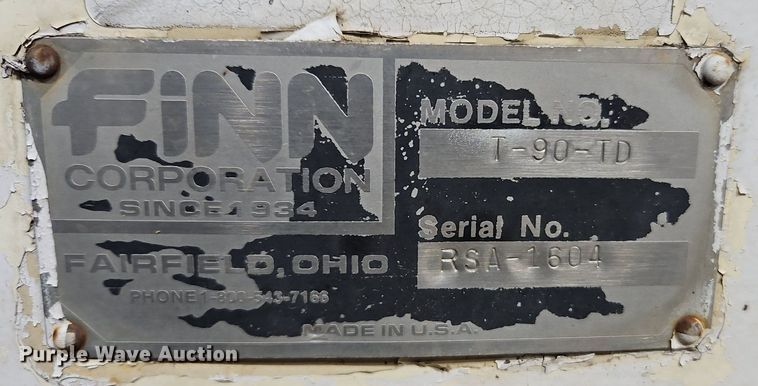 FiNN
CORPORATION
SINCE 1934
FAIRFIELD, OHIO
PHONE 1-800-543-7166
MODEL NO.
T-90-TD
Serial No.
RSA-1604
MADE IN U.S.A.
Purple Wave Auction